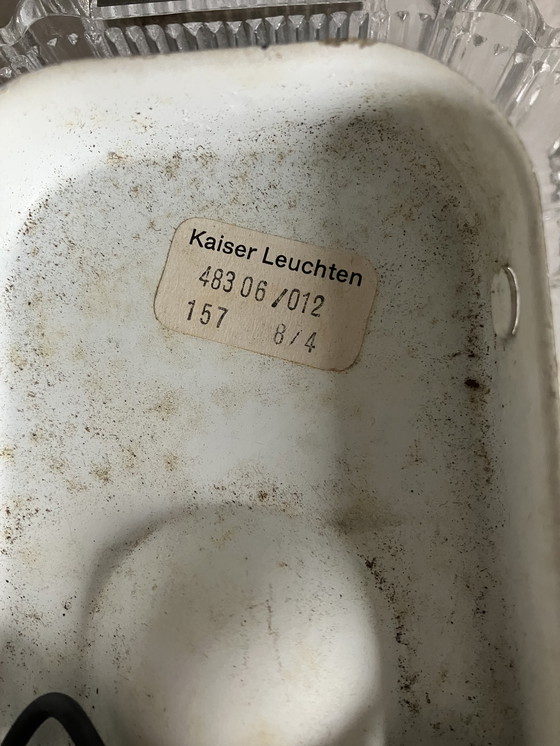 Kaiser Leuchten
483 06 /012
157 8/4